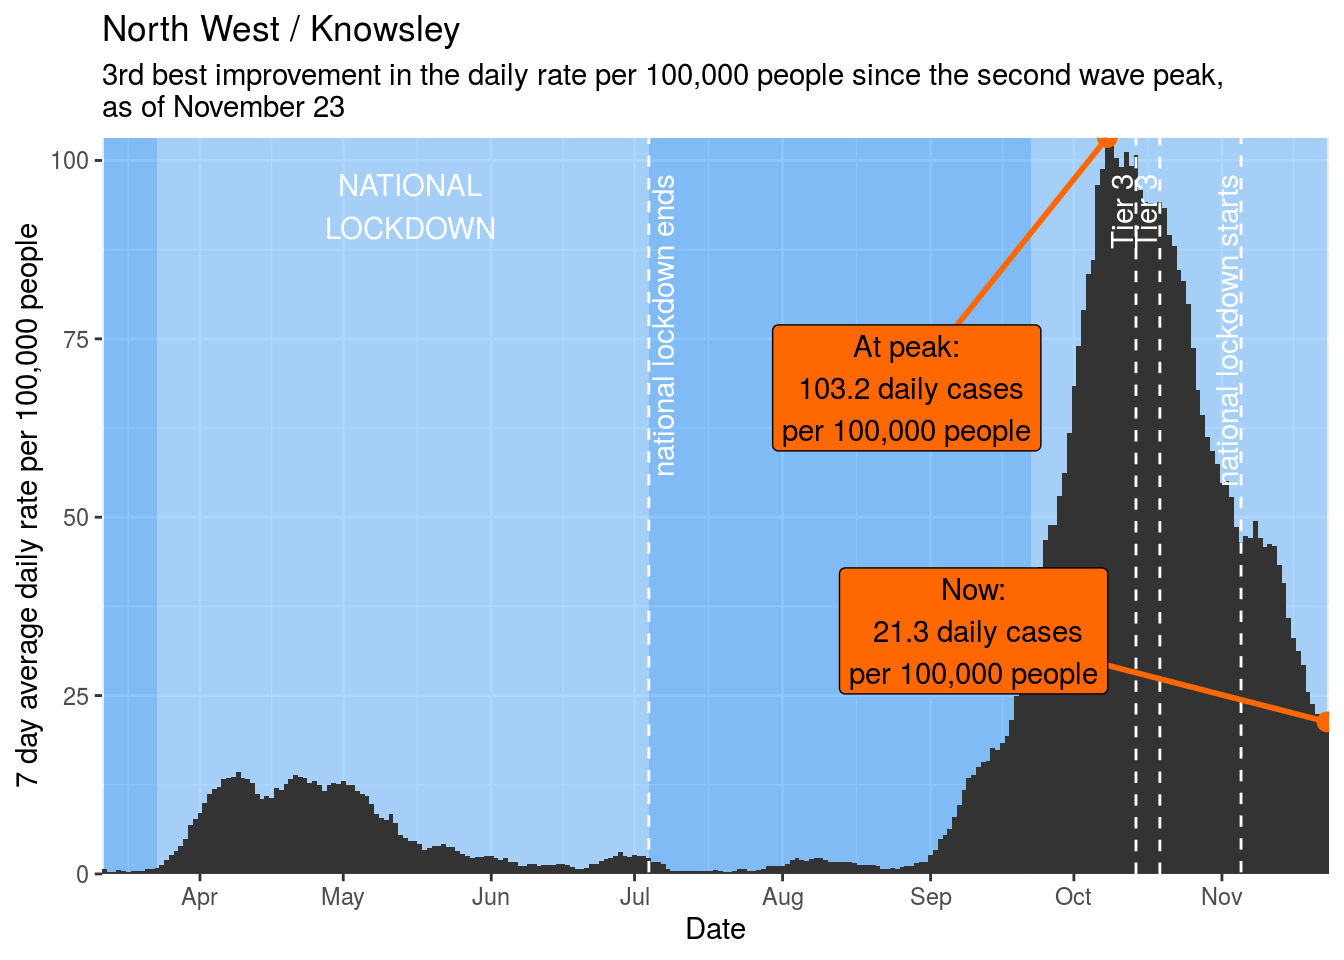 North West / Knowsley
3rd best improvement in the daily rate per 100,000 people since the second wave peak,
as of November 23
7 day average daily rate per 100,000 people
100
75
50
25
0
NATIONAL
LOCKDOWN
national lockdown ends
At peak:
103.2 daily cases
per 100,000 people
Tier 3
Tier 3
national lockdown starts
Now:
21.3 daily cases
per 100,000 people
Apr
May
Jun
Jul
Aug
Sep
Oct
Nov
Date